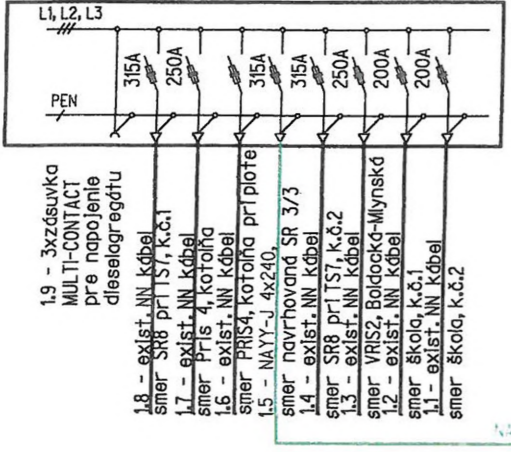 L1, L2, L3
315A
250A
315A
315A
250A
200A
200A
PEN
1.9 - 3xzásuvka
MULTI-CONTACT
pre napojenie
dieselagregátu
1.8 - exist. NN kábel
smer SR8 pri TS7, k.č.1
1.7 - exist. NN kábel
smer Pris 4, kotolňa
1.6 - exist. NN kábel
smer PRIS4, kotolňa pri plote
1.5 - NAYY-J 4x240,
smer navrhovaná SR 3/3
1.4 - exist. NN kábel
smer SR8 pri TS7, k.č.2
1.3 - exist. NN kábel
smer VRIS2, Boldocká-Mlynská
1.2 - exist. NN kábel
smer škola, k.č.1
1.1 - exist. NN kábel
smer škola, k.č.2